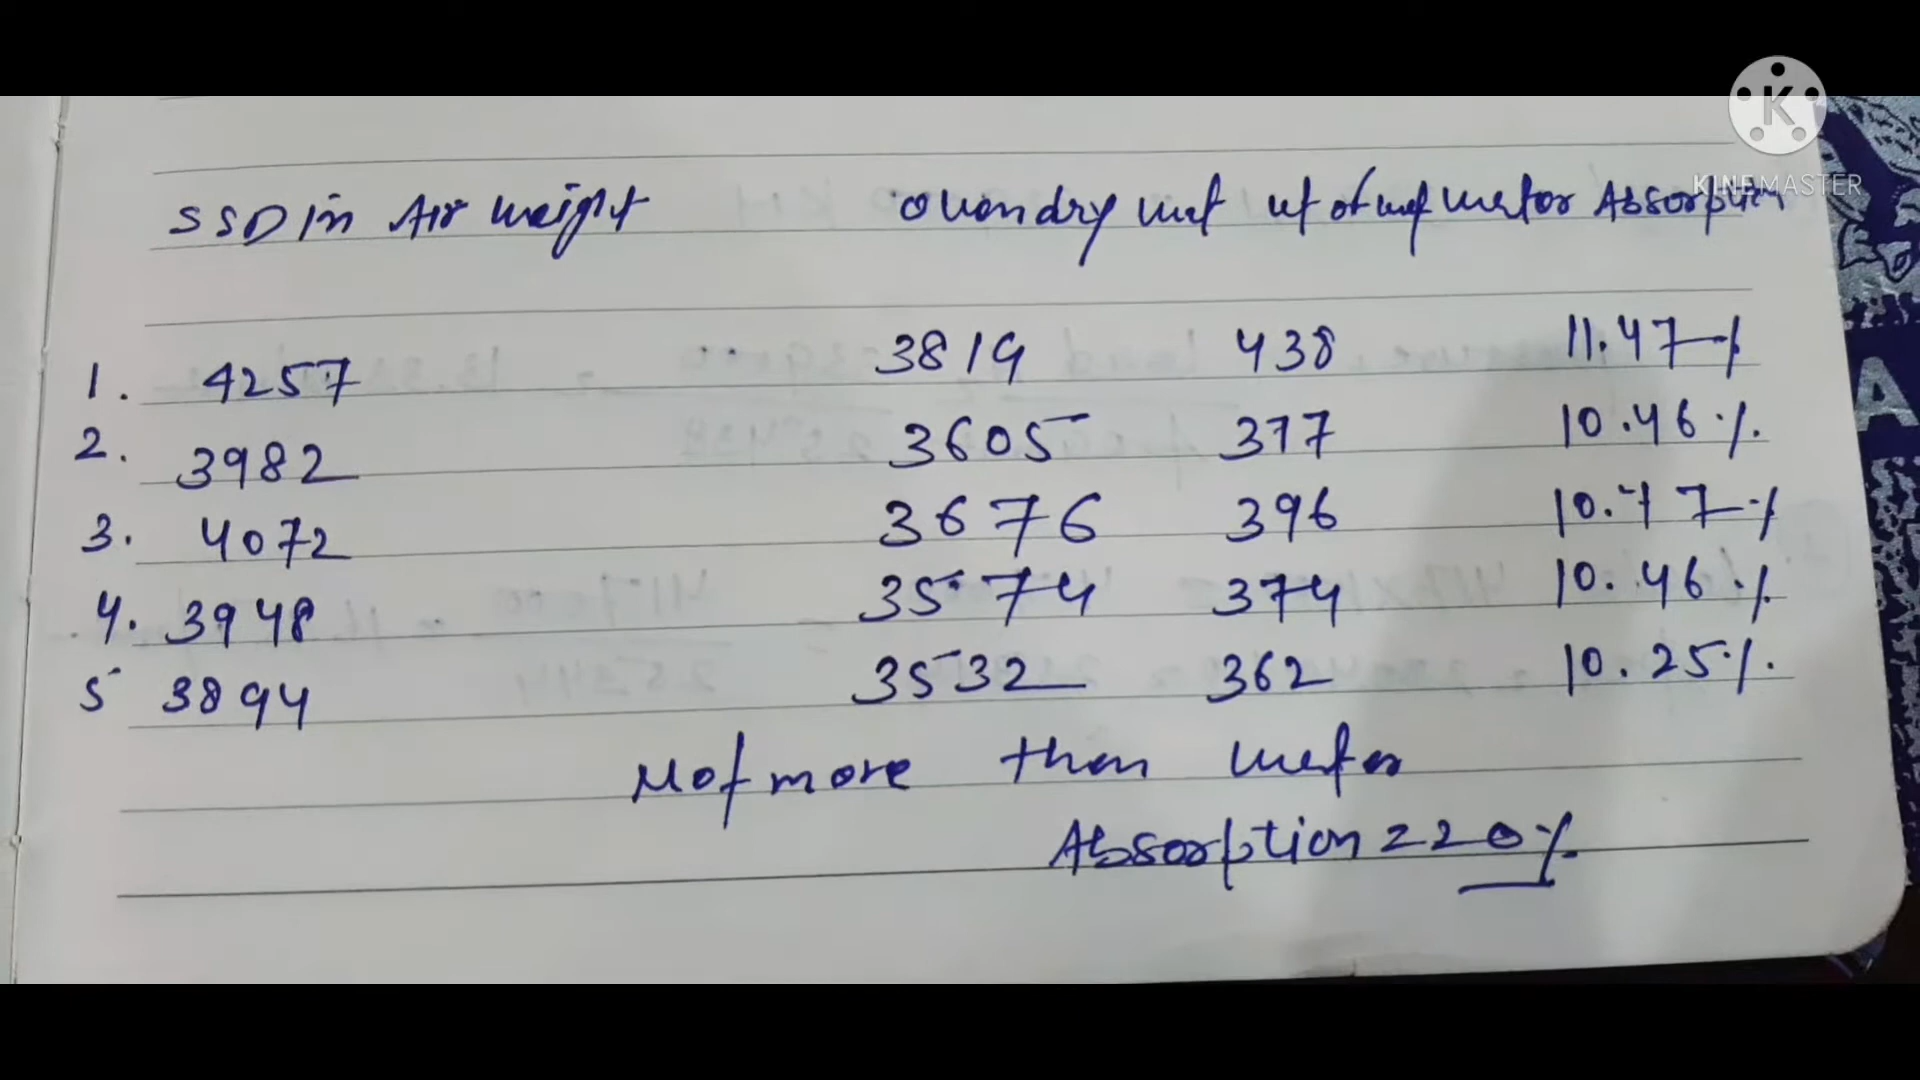 K
KINEMASTER
SSD in Air weight ovendry wet wt of wet water Absorption
1. 4257 3819 438 11.47%
2. 3982 3605 377 10.46%
3. 4072 3676 396 10.77%
4. 3948 3574 374 10.46%
5 3894 3532 362 10.25%
Not more than water
Absorption = 20%
A